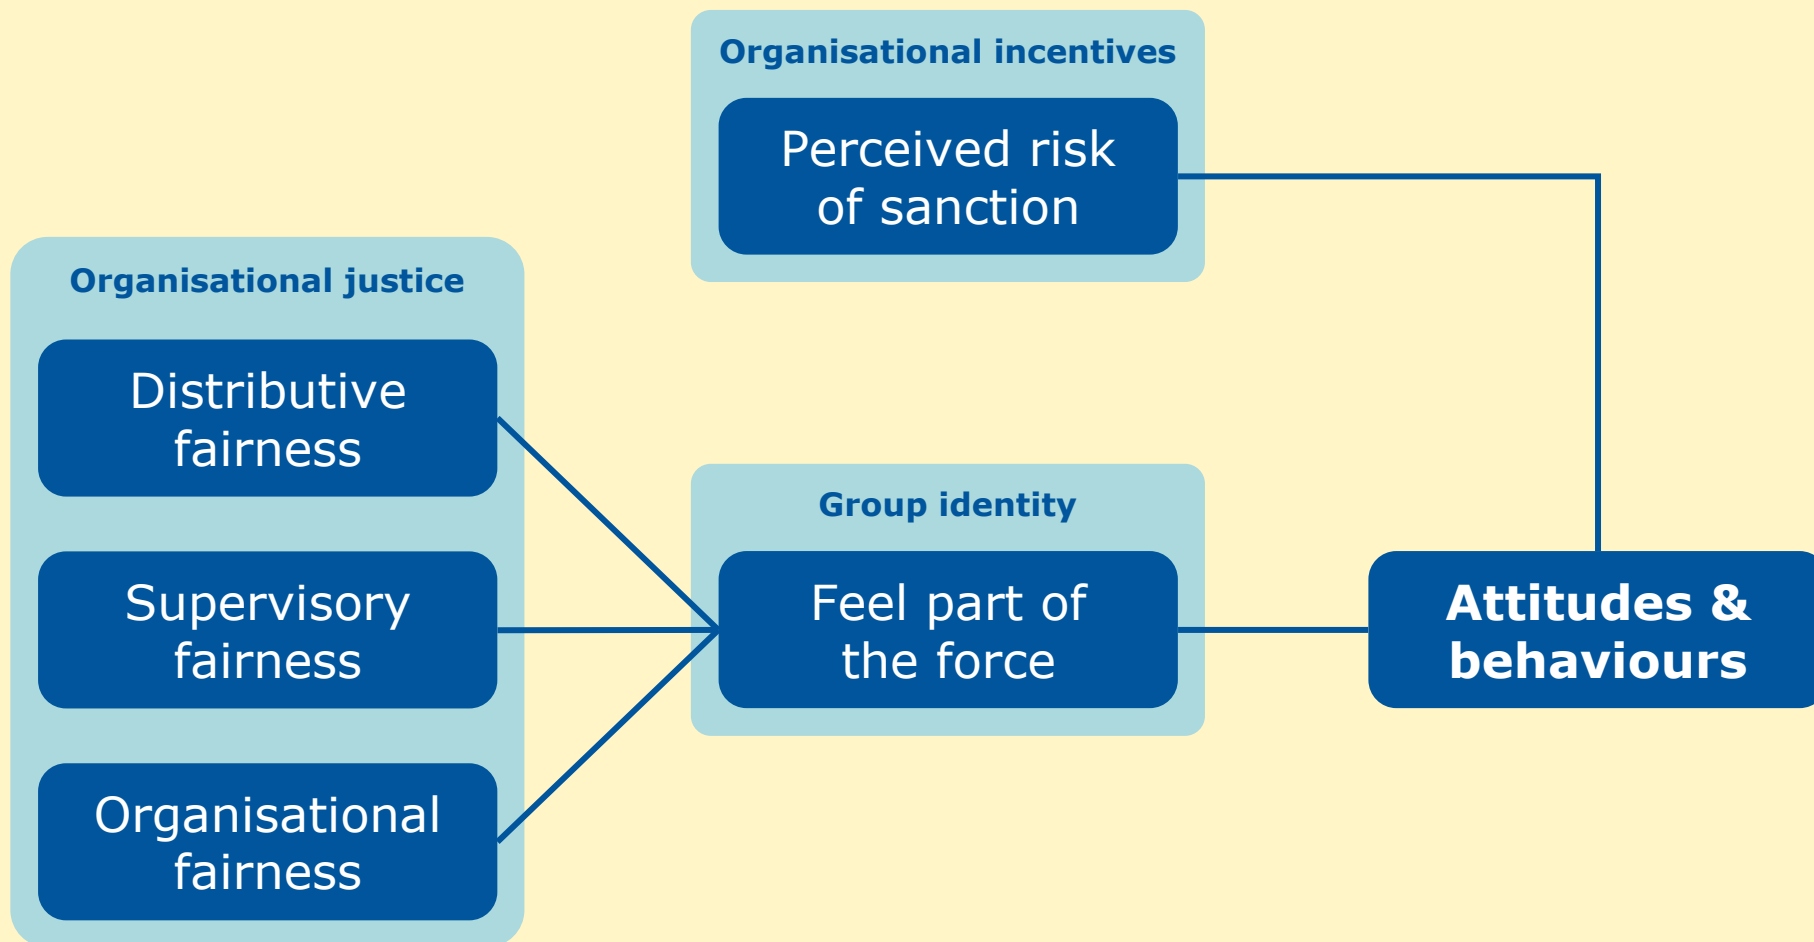 Organisational incentives
Perceived risk
of sanction
Organisational justice
Distributive
fairness
Supervisory
fairness
Organisational
fairness
Group identity
Feel part of
the force
Attitudes &
behaviours